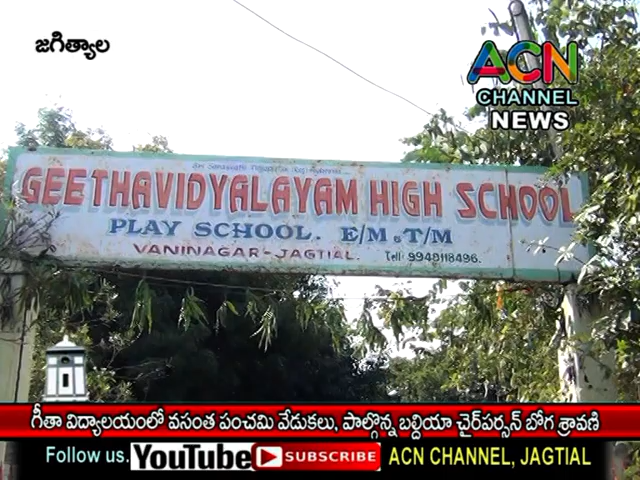 జగిత్యాల
ACN
CHANNEL
NEWS
GEETHAVIDYALAYAM HIGH SCHOOL
PLAY SCHOOL. E/M & T/M
VANINAGAR-JAGTIAL. Tell: 9948118496.
గీతా విద్యాలయంలో వసంత పంచమి వేడుకలు, పాల్గొన్న బల్దియా చైర్‌పర్సన్ బోగ శ్రావణి
Follow us. YouTube SUBSCRIBE ACN CHANNEL, JAGTIAL